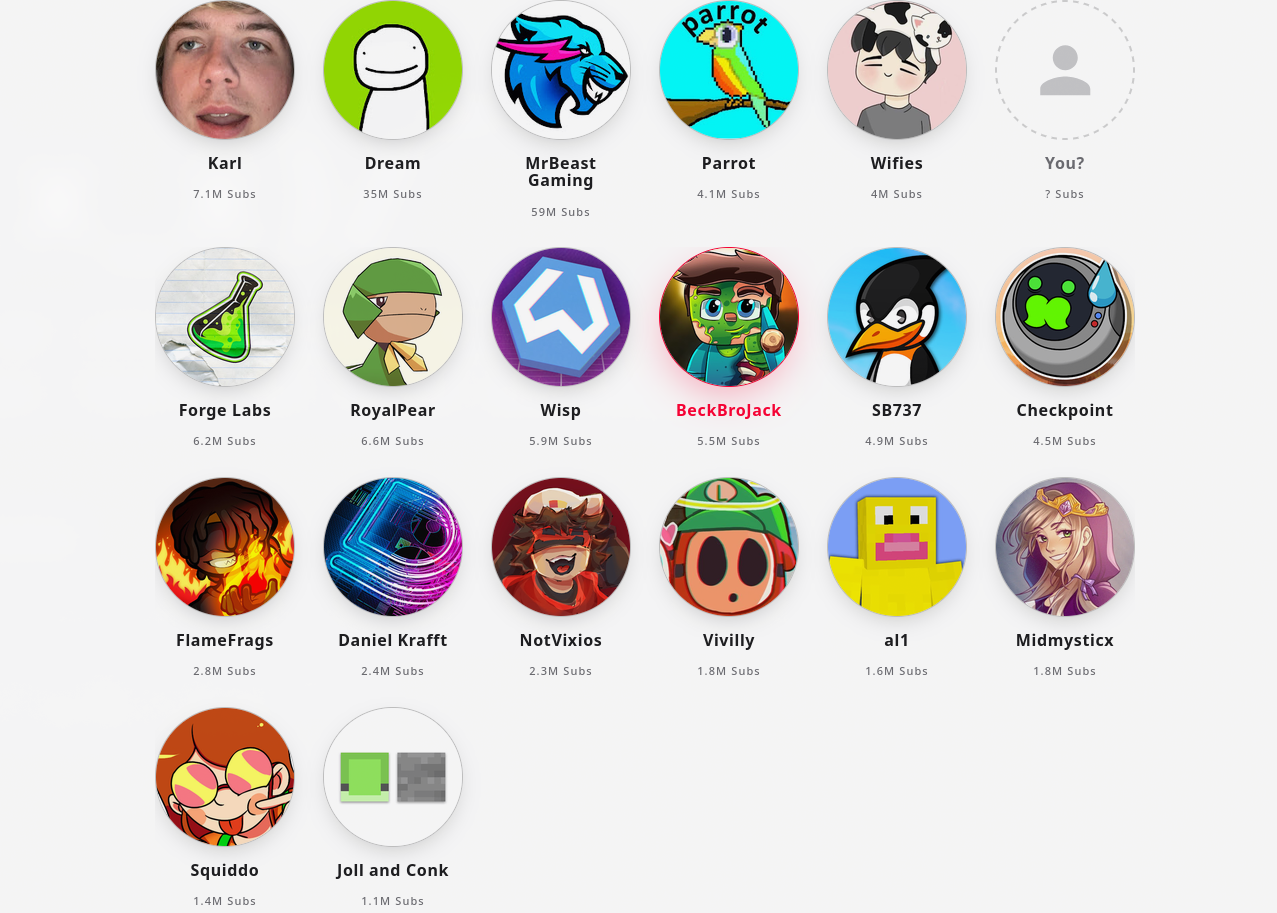 parrot
Karl
Dream
MrBeast
Gaming
Parrot
Wifies
You?
7.1M Subs
35M Subs
59M Subs
4.1M Subs
4M Subs
? Subs
Forge Labs
RoyalPear
Wisp
BeckBroJack
SB737
Checkpoint
6.2M Subs
6.6M Subs
5.9M Subs
5.5M Subs
4.9M Subs
4.5M Subs
L
FlameFrags
Daniel Krafft
NotVixios
Vivilly
al1
Midmysticx
2.8M Subs
2.4M Subs
2.3M Subs
1.8M Subs
1.6M Subs
1.8M Subs
Squiddo
Joll and Conk
1.4M Subs
1.1M Subs